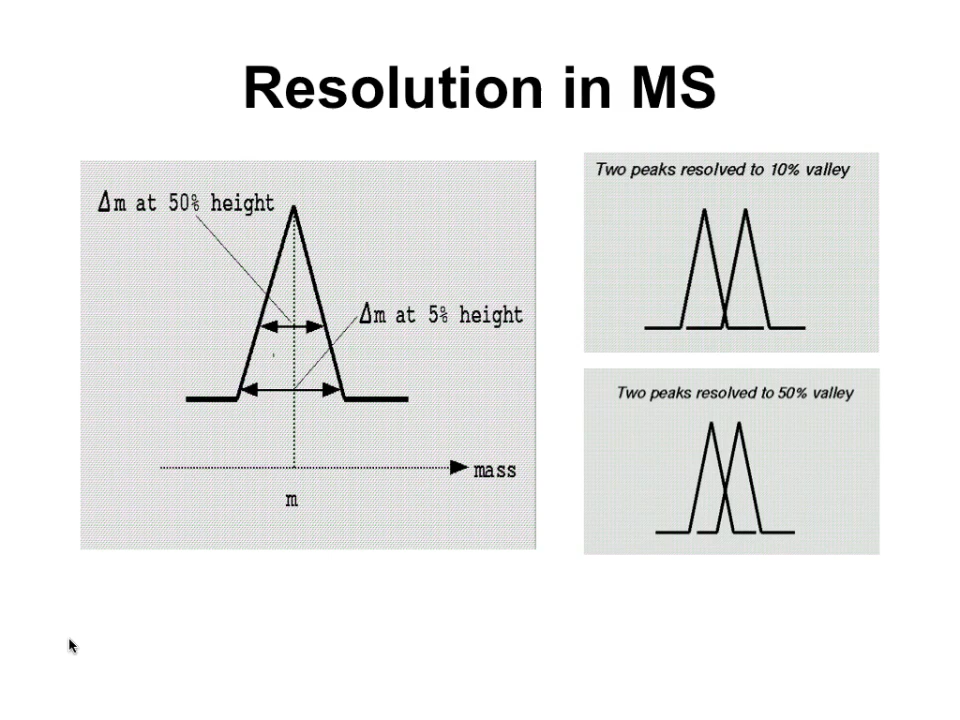 Resolution in MS
Δm at 50% height
Δm at 5% height
mass
m
Two peaks resolved to 10% valley
Two peaks resolved to 50% valley